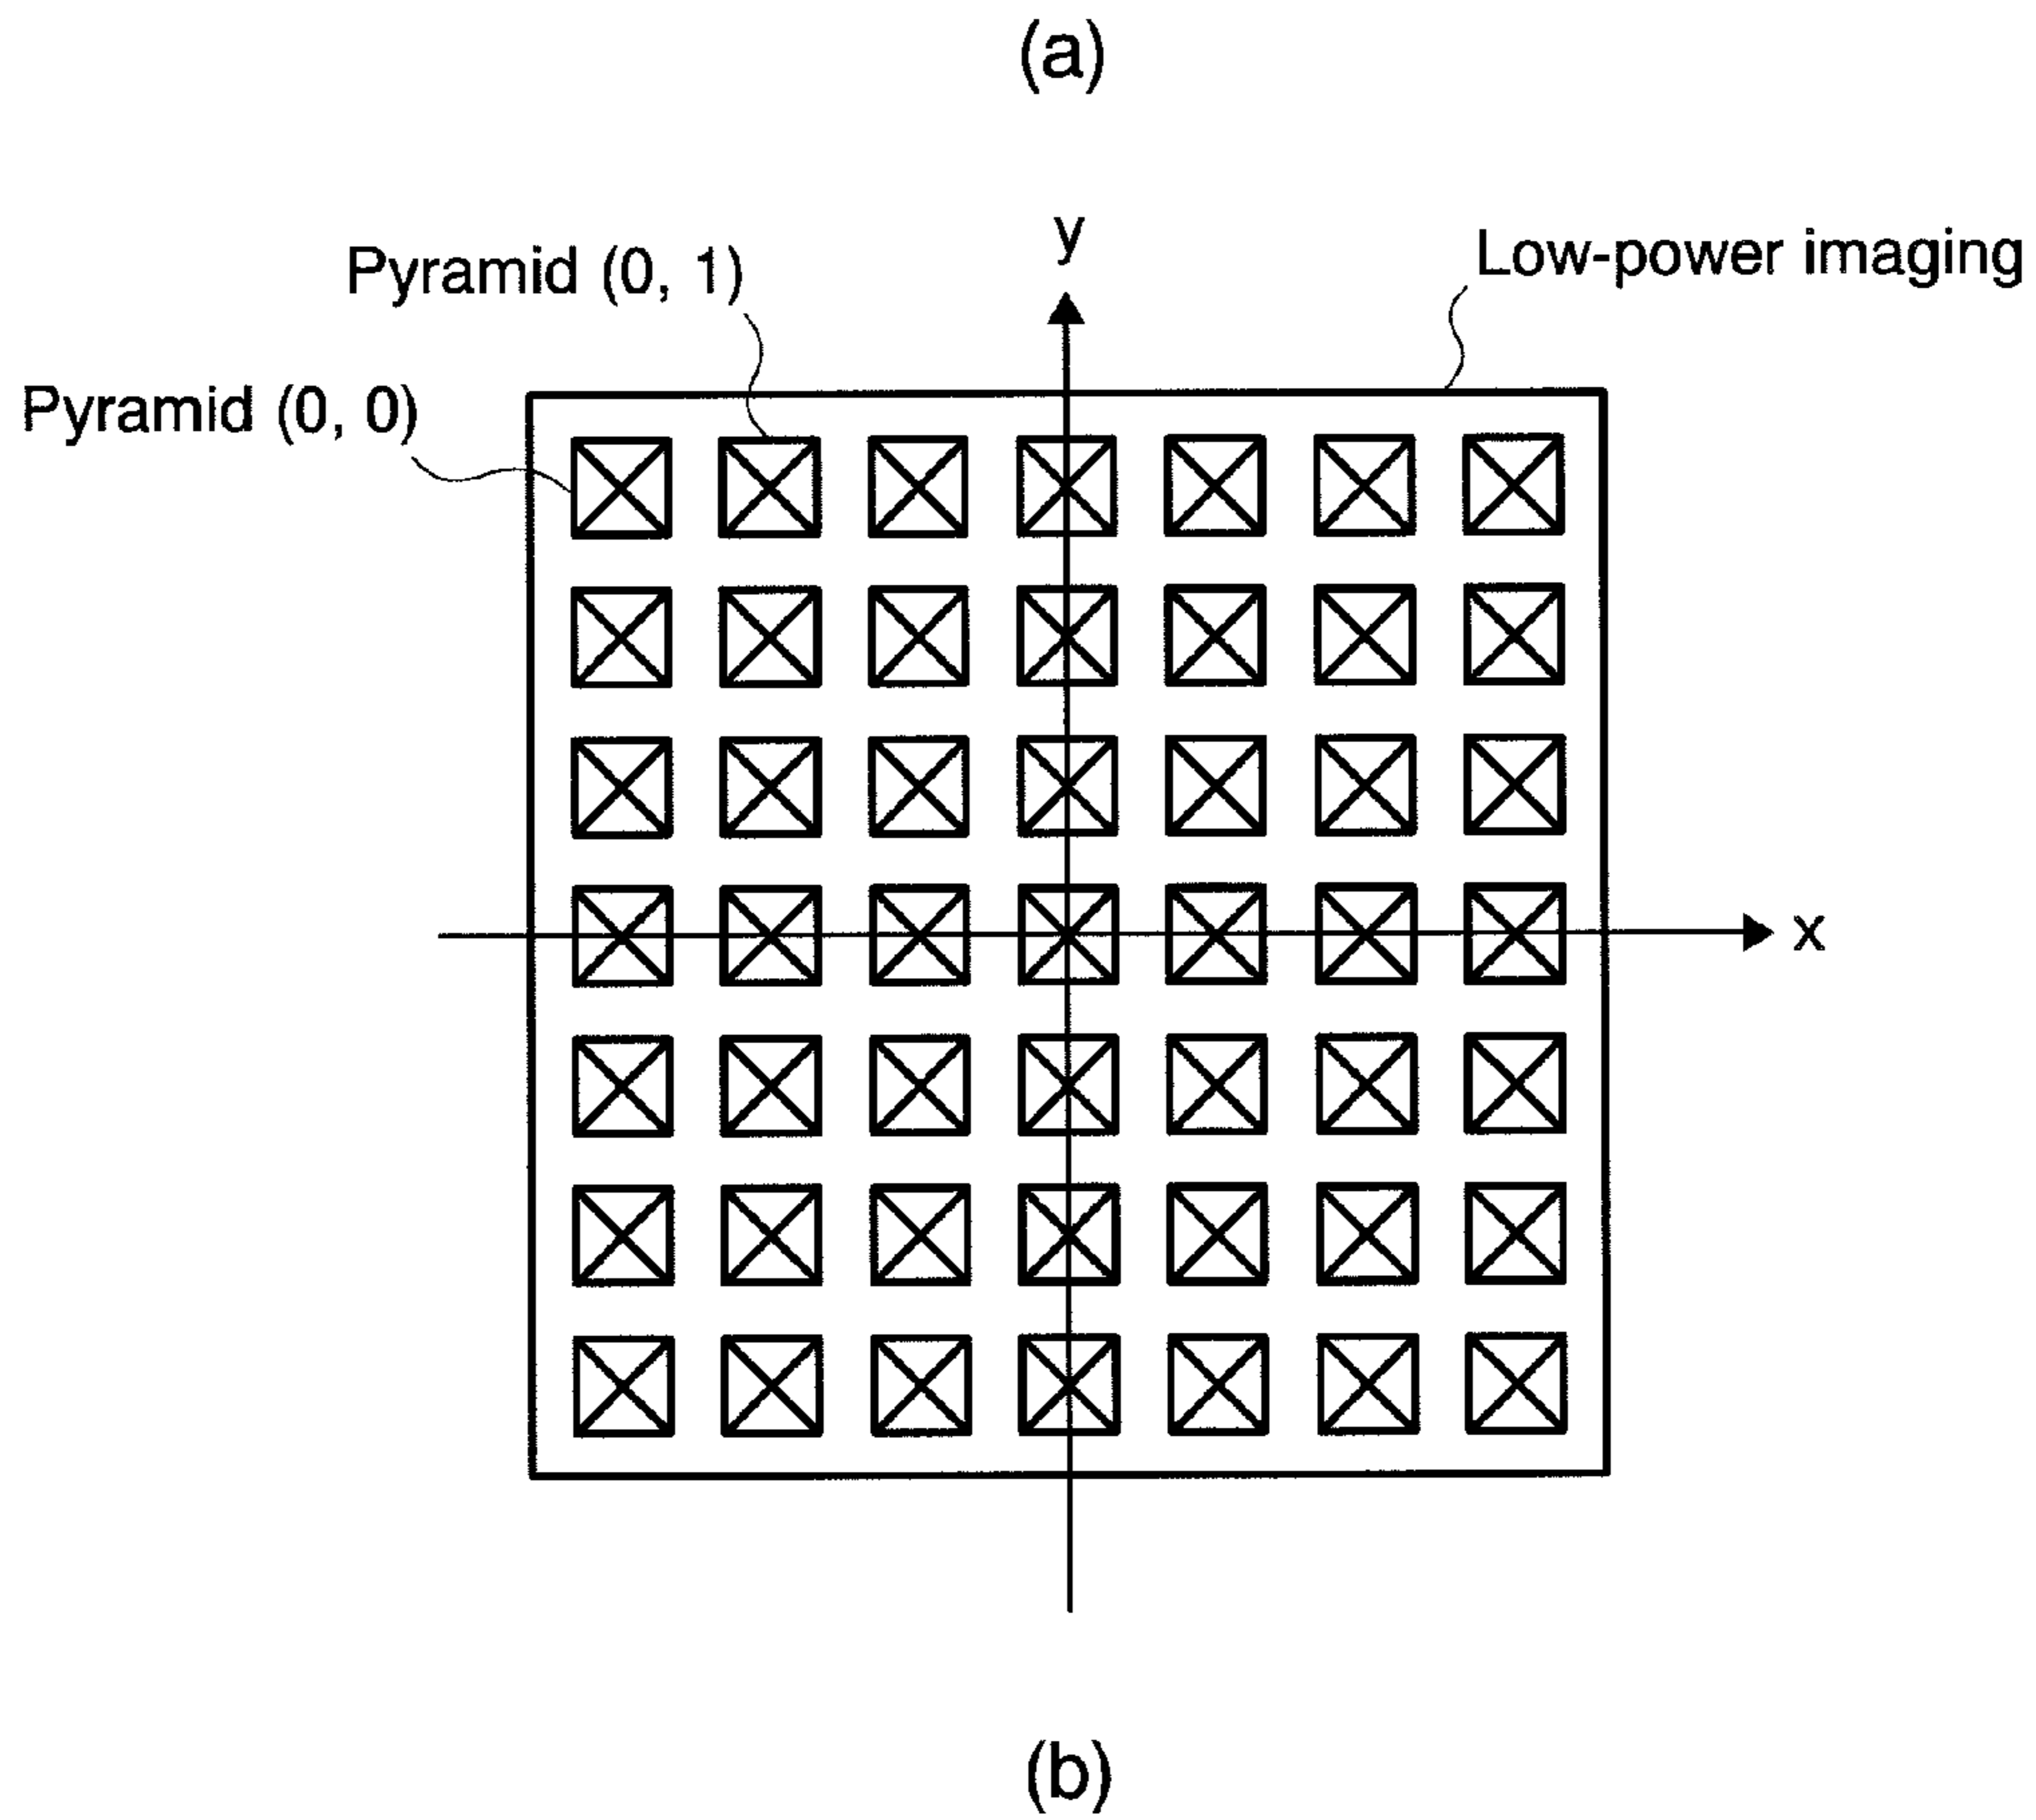 (a)
y
Low-power imaging
Pyramid (0, 1)
Pyramid (0, 0)
x
(b)